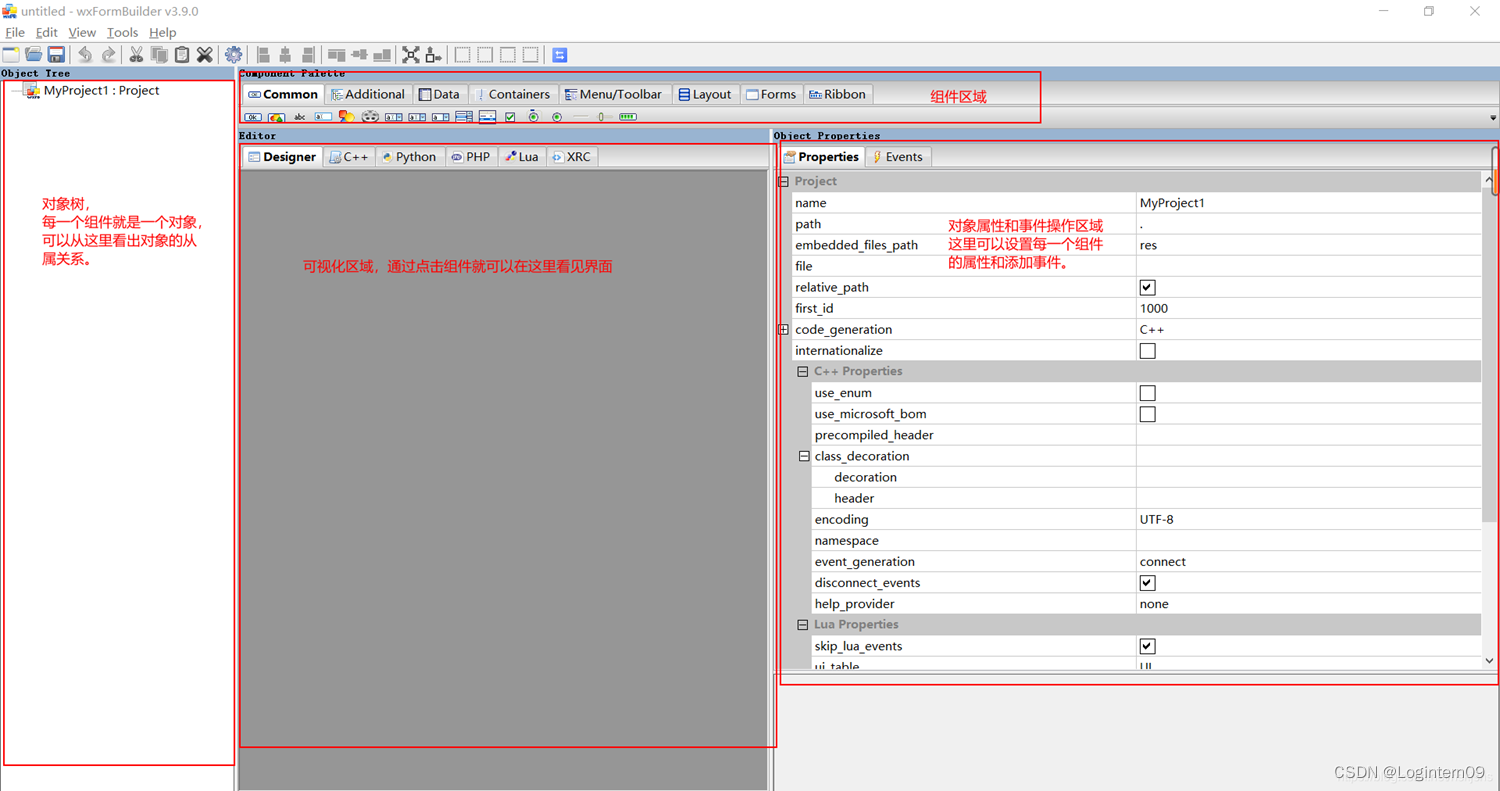 untitled - wxFormBuilder v3.9.0
File Edit View Tools Help
Object Tree
MyProject1 : Project
对象树，
每一个组件就是一个对象，
可以从这里看出对象的从
属关系。
Component Palette
Common Additional Data Containers Menu/Toolbar Layout Forms Ribbon
组件区域
Editor
Designer C++ Python PHP Lua XRC
可视化区域，通过点击组件就可以在这里看见界面
Object Properties
Properties Events
Project
name MyProject1
path .
embedded_files_path res
file
relative_path
first_id 1000
code_generation C++
internationalize
对象属性和事件操作区域
这里可以设置每一个组件
的属性和添加事件。
C++ Properties
use_enum
use_microsoft_bom
precompiled_header
class_decoration
decoration
header
encoding UTF-8
namespace
event_generation connect
disconnect_events
help_provider none
Lua Properties
skip_lua_events
ui_table UI
CSDN @Logintern09